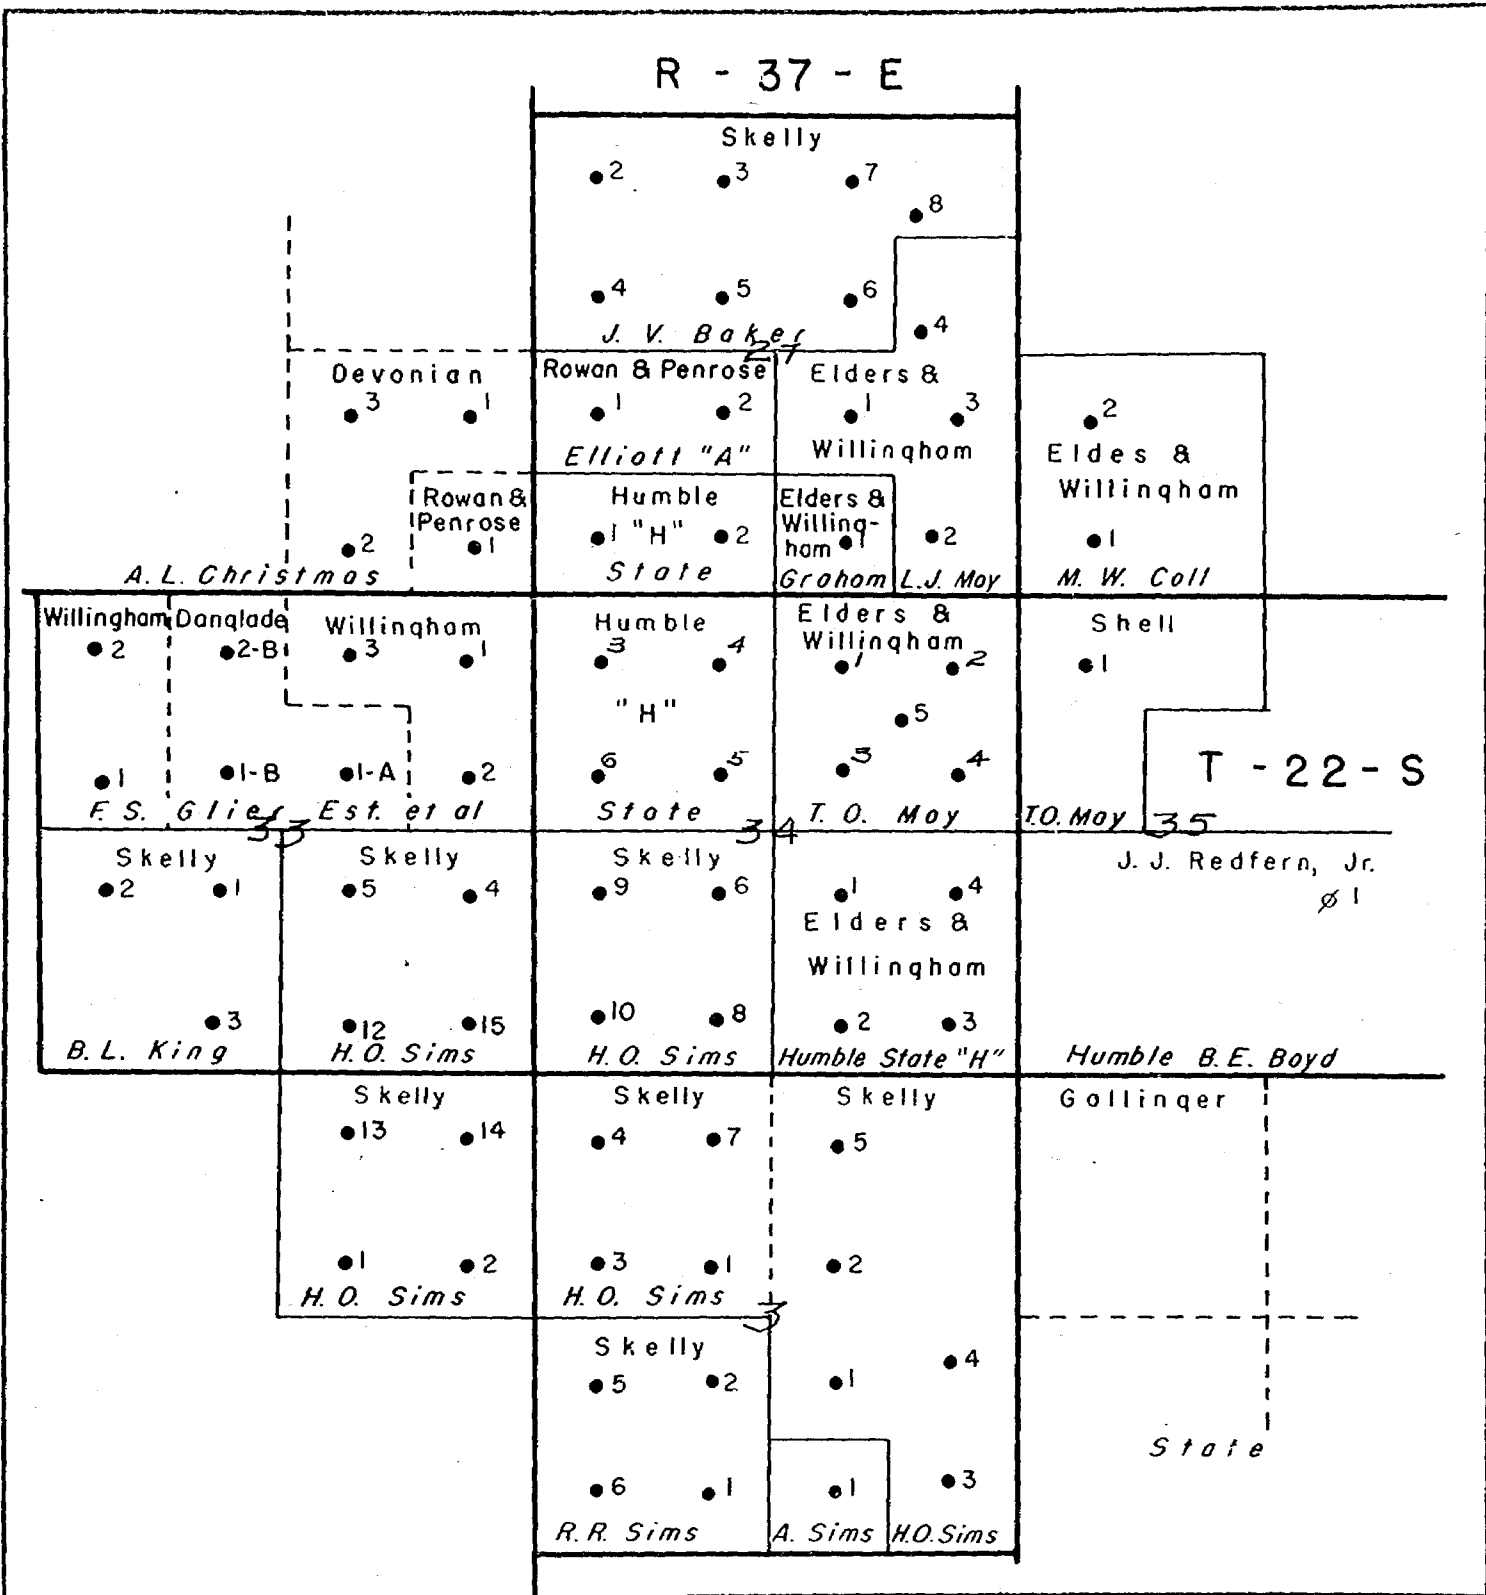 R - 37 - E
Skelly
2 3 7
8
4 5 6
4
J. V. Baker
27
Devonian
3 1
2
Rowan & Penrose
1 2
Elliott "A"
Elders &
1 3
Willingham
2
Eldes &
Willingham
1
Rowan &
Penrose
1
Humble
1 "H" 2
State
Elders &
Willing-
ham 1
Graham
2
L.J. May
M. W. Coll
A. L. Christmas
Willingham
2
1
Danglade
2-B
1-B 1-A
Willingham
3 1
2
F. S. Glier Est. et al
33
Humble
3 4
"H"
6 5
State
34
Elders &
Willingham
1 2
5
3 4
T. O. May
Shell
1
T.O. May
35
T - 22 - S
Skelly
2 1
3
B. L. King
Skelly
5 4
12 15
H. O. Sims
Skelly
9 6
10 8
H. O. Sims
1 4
Elders &
Willingham
2 3
Humble State "H"
J. J. Redfern, Jr.
1
Humble B. E. Boyd
Skelly
13 14
1 2
H. O. Sims
Skelly
4 7
3 1
H. O. Sims
3
Skelly
5
2
4
1
3
H.O. Sims
Gallinger
State
Skelly
5 2
6 1
R. R. Sims
1
A. Sims